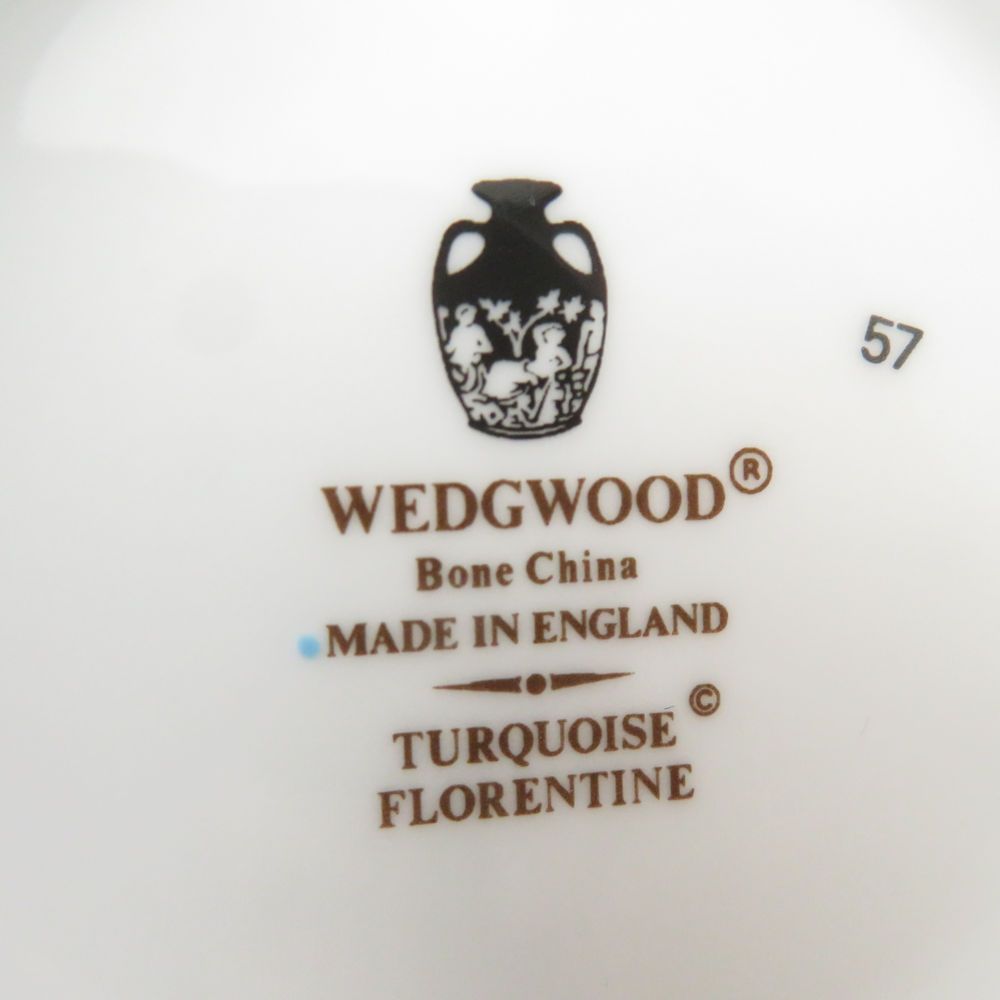 57
WEDGWOOD®
Bone China
MADE IN ENGLAND
TURQUOISE ©
FLORENTINE